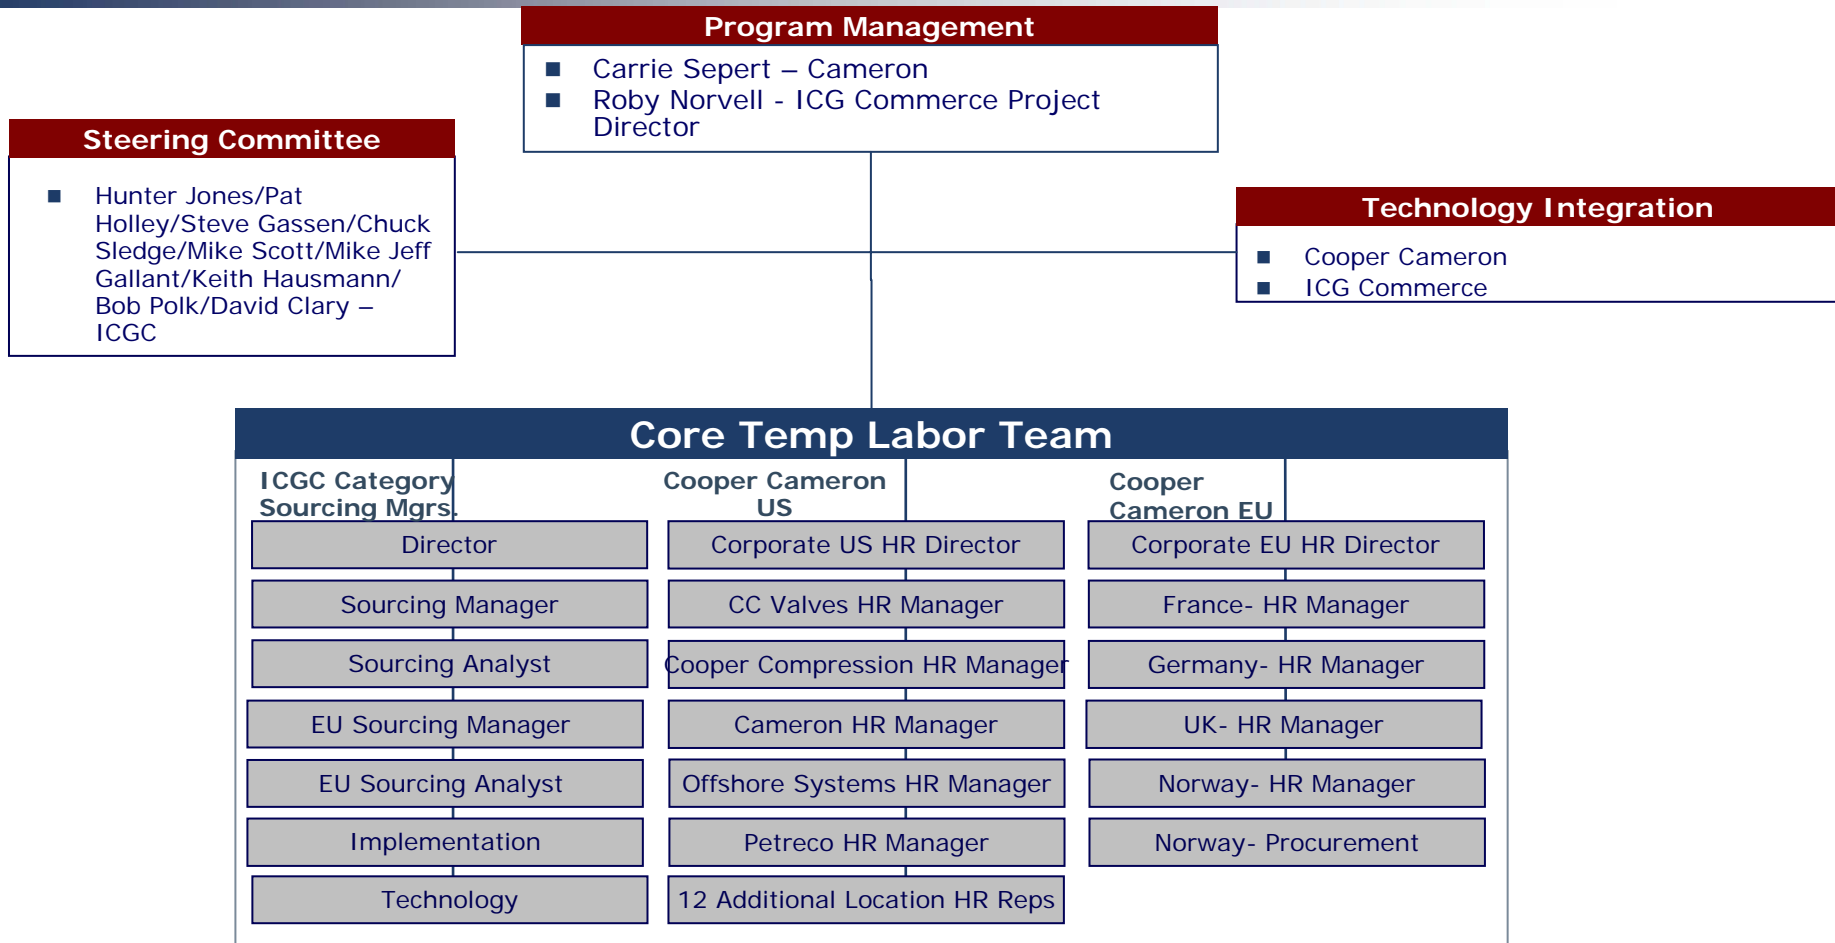 Program Management
Carrie Sepert – Cameron
Roby Norvell - ICG Commerce Project
Director
Steering Committee
Hunter Jones/Pat
Holley/Steve Gassen/Chuck
Sledge/Mike Scott/Mike Jeff
Gallant/Keith Hausmann/
Bob Polk/David Clary –
ICGC
Technology Integration
Cooper Cameron
ICG Commerce
Core Temp Labor Team
ICGC Category
Sourcing Mgrs.
Director
Sourcing Manager
Sourcing Analyst
EU Sourcing Manager
EU Sourcing Analyst
Implementation
Technology
Cooper Cameron
US
Corporate US HR Director
CC Valves HR Manager
Cooper Compression HR Manager
Cameron HR Manager
Offshore Systems HR Manager
Petreco HR Manager
12 Additional Location HR Reps
Cooper
Cameron EU
Corporate EU HR Director
France- HR Manager
Germany- HR Manager
UK- HR Manager
Norway- HR Manager
Norway- Procurement